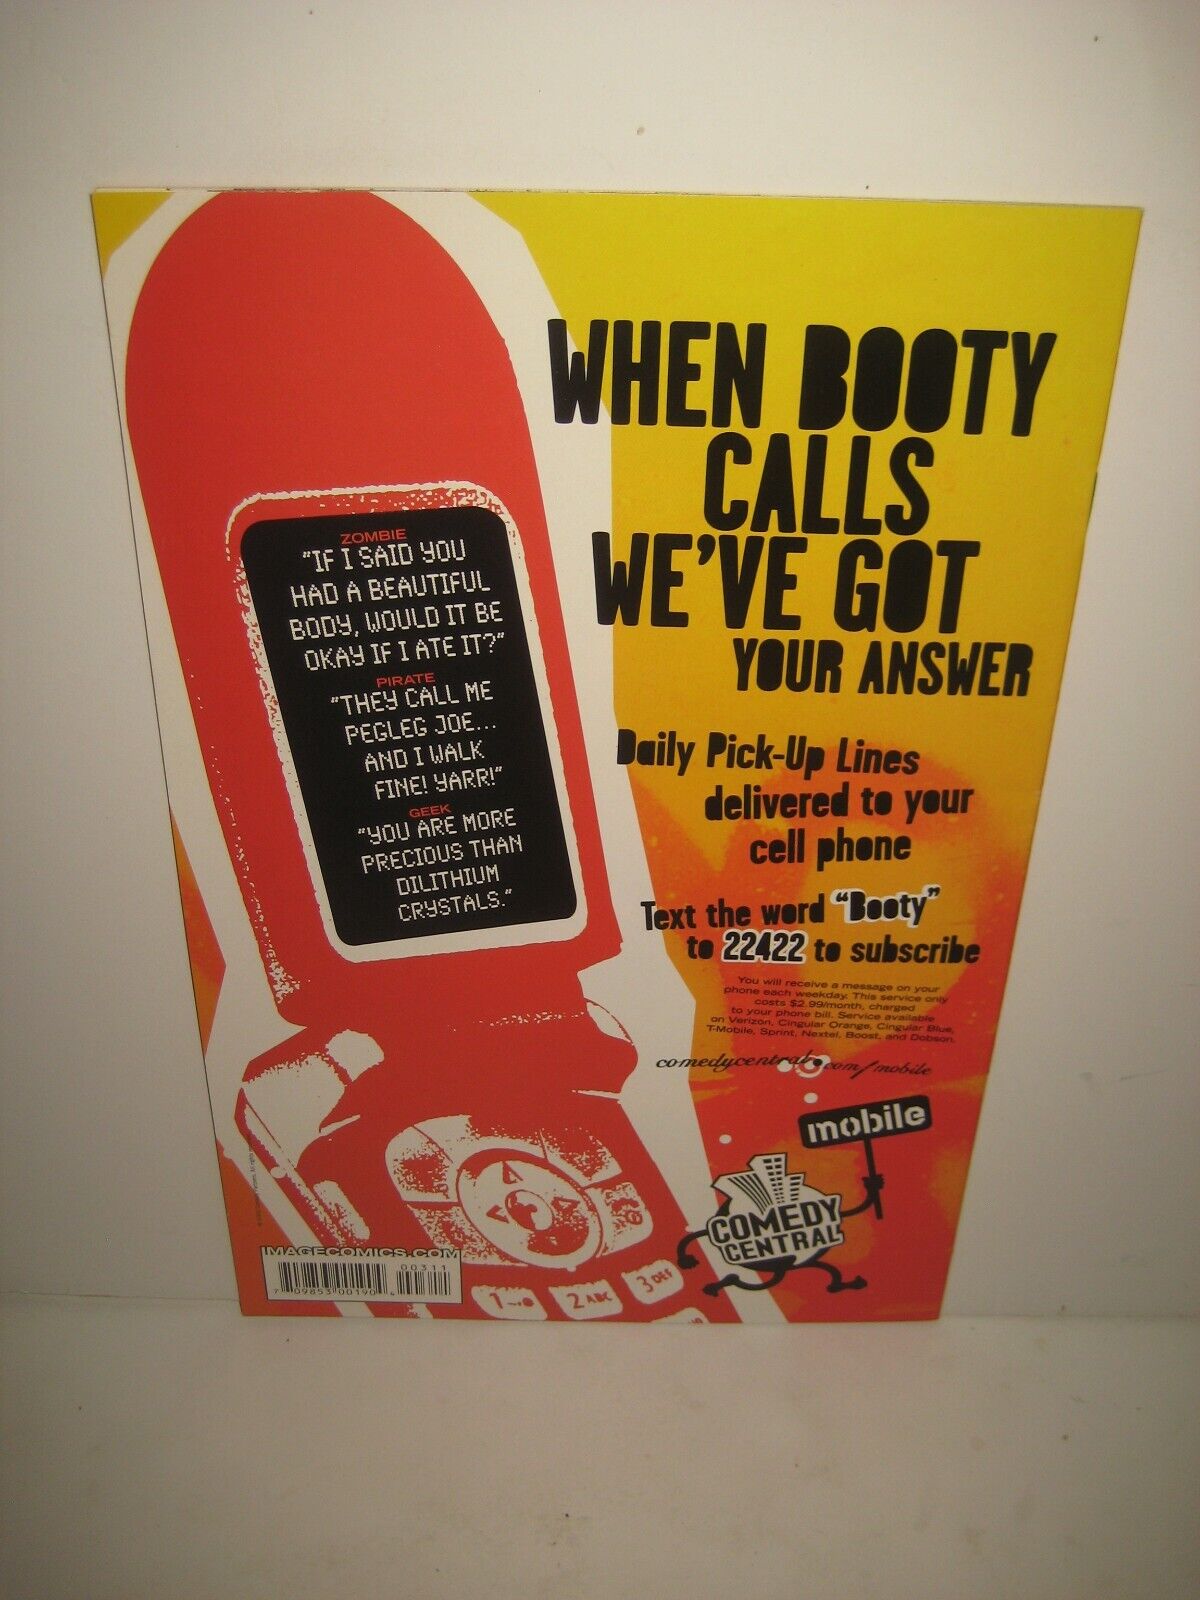 WHEN BOOTY
CALLS
WE'VE GOT
YOUR ANSWER
ZOMBIE
"IF I SAID YOU
HAD A BEAUTIFUL
BODY, WOULD IT BE
OKAY IF I ATE IT?"
PIRATE
"THEY CALL ME
PEGLEG JOE...
AND I WALK
FINE! YARR!"
GEEK
"YOU ARE MORE
PRECIOUS THAN
DILITHIUM
CRYSTALS."
Daily Pick-Up Lines
delivered to your
cell phone
Text the word "Booty"
to 22422 to subscribe
You will receive a message on your
phone each weekday. This service only
costs $2.99/month, charged
to your phone bill. Service available
on Verizon, Cingular Orange, Cingular Blue,
T-Mobile, Sprint, Nextel, Boost, and Dobson.
comedycentral.com/mobile
mobile
COMEDY
CENTRAL
IMAGECOMICS.COM
00311
7 09853 00190 4
1
2 ABC
3 DEF